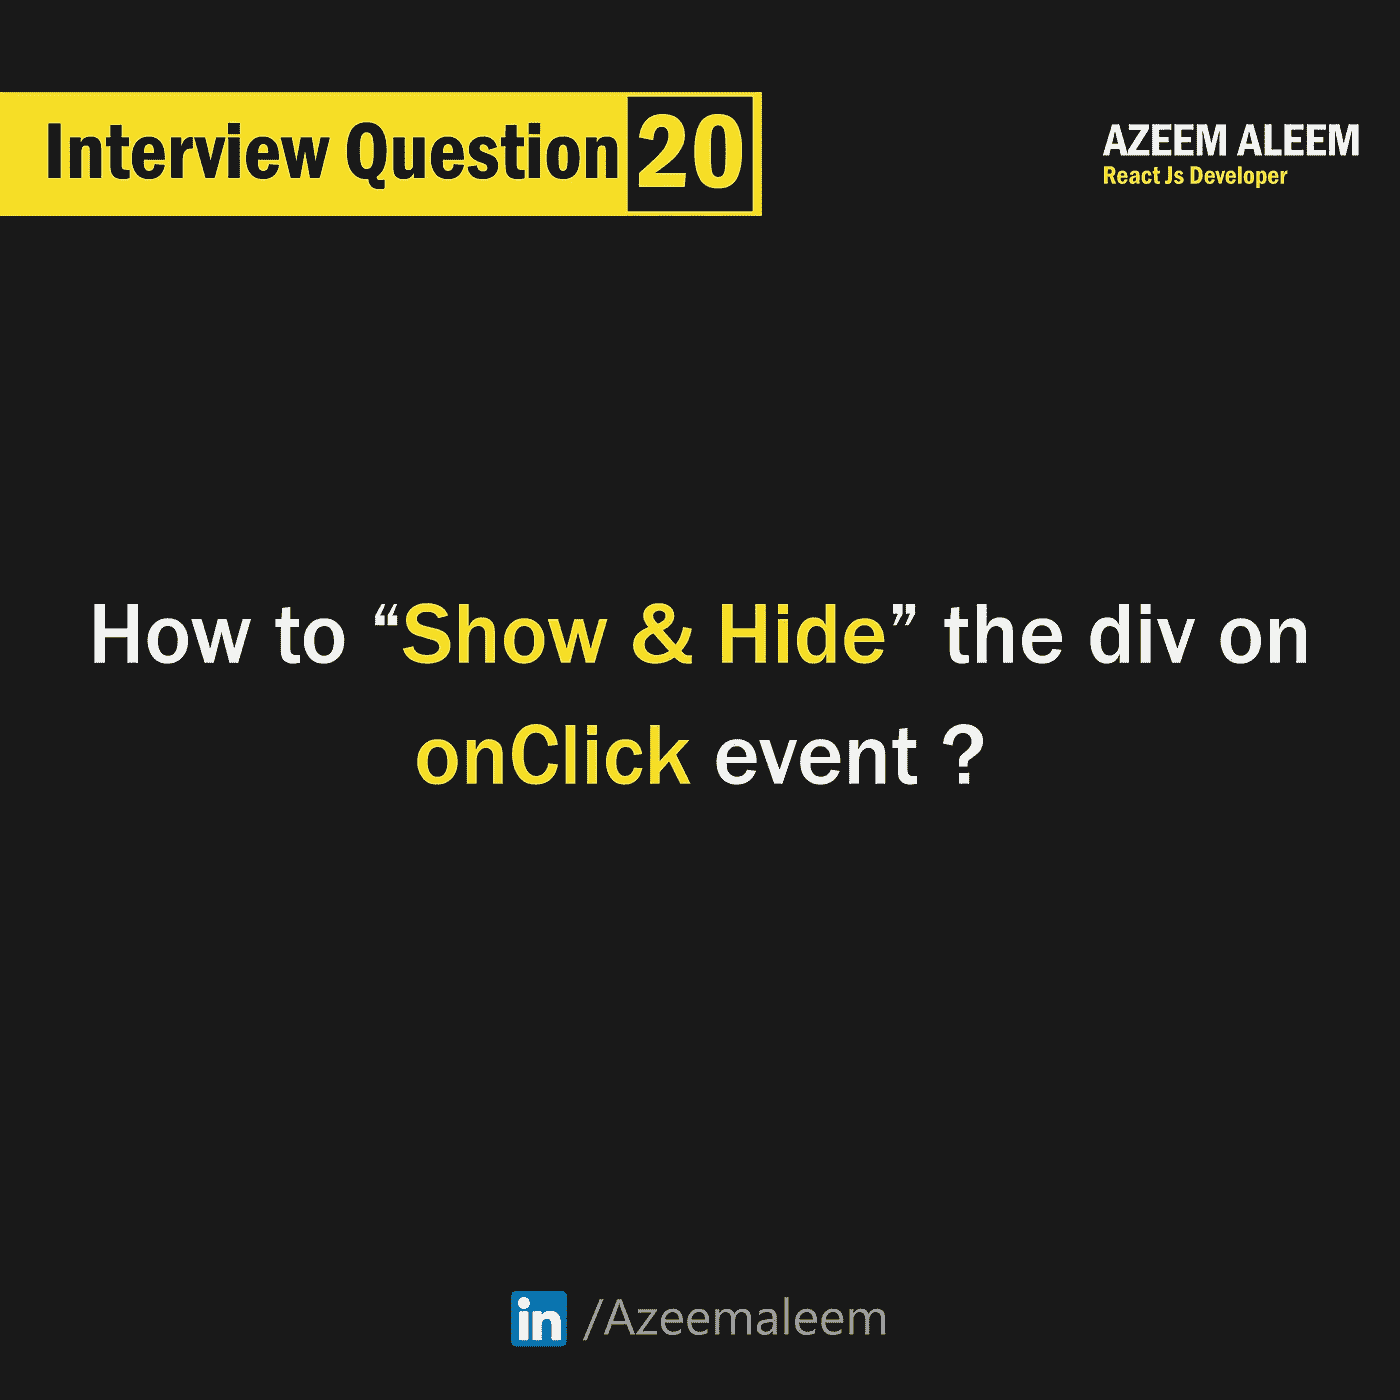 Interview Question 20
AZEEM ALEEM
React Js Developer
How to “Show & Hide” the div on
onClick event ?
in /Azeemaleem